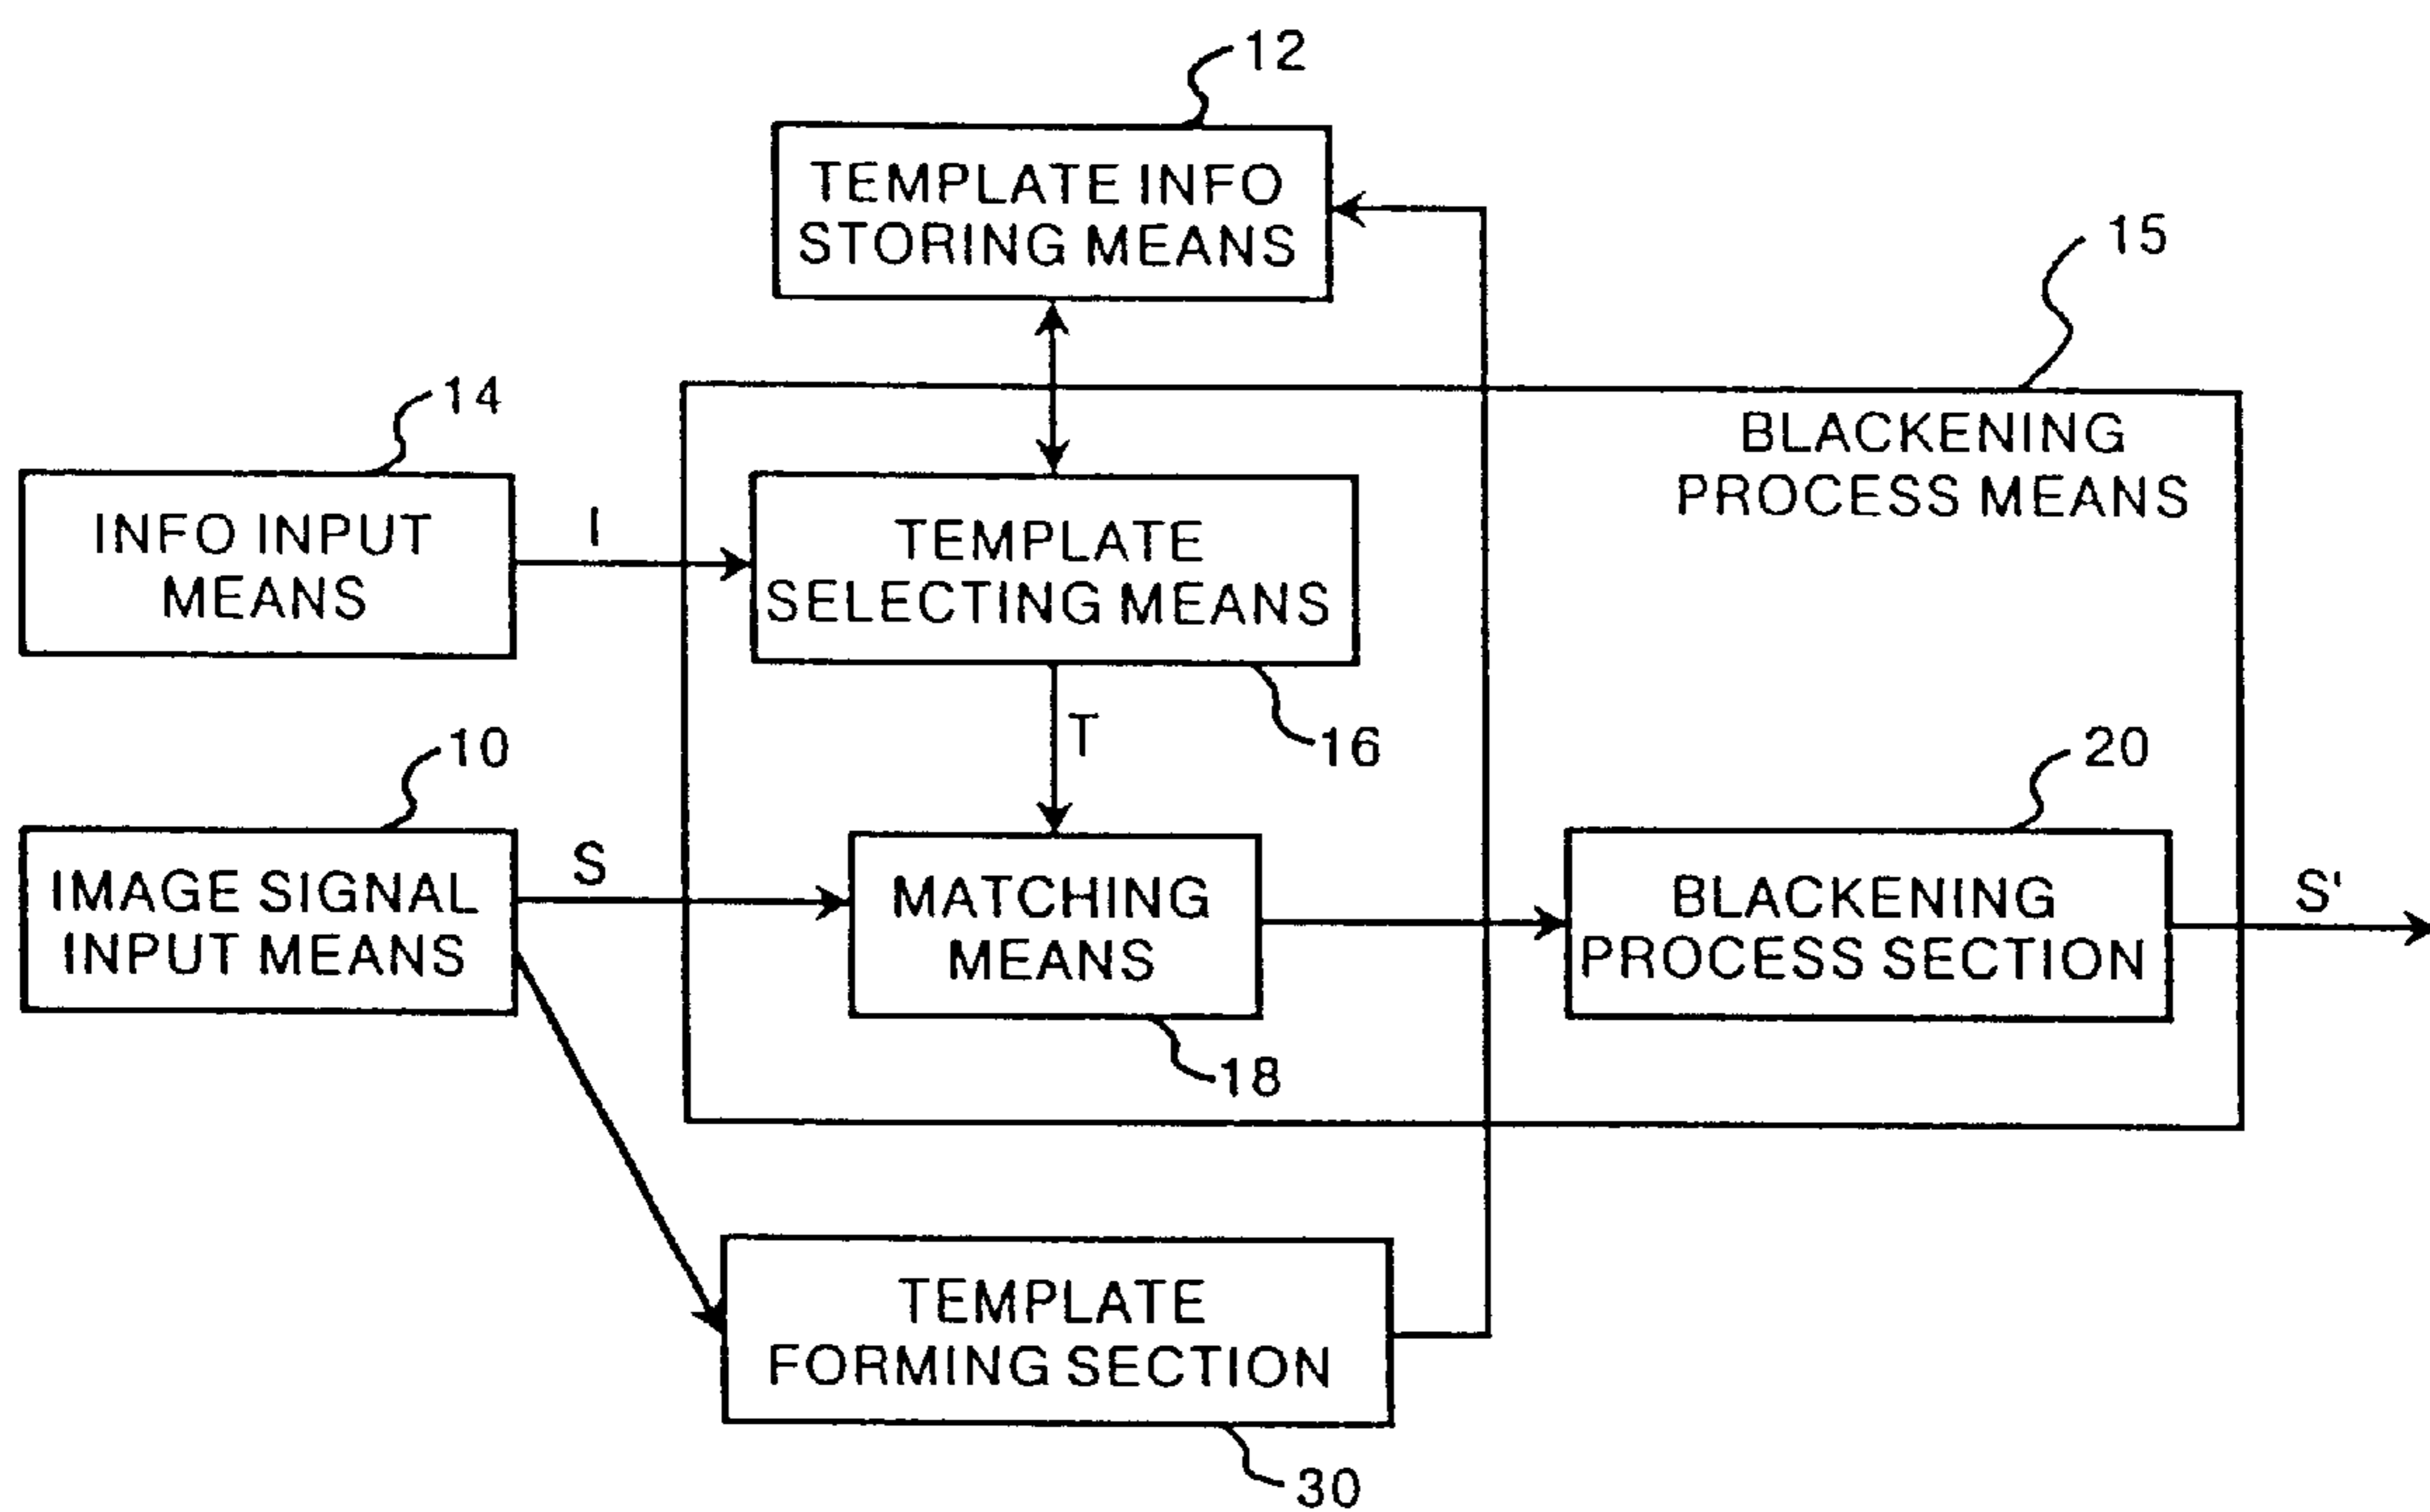 12
TEMPLATE INFO
STORING MEANS
15
14
BLACKENING
PROCESS MEANS
INFO INPUT
MEANS
I
TEMPLATE
SELECTING MEANS
T
16
10
20
IMAGE SIGNAL
INPUT MEANS
S
MATCHING
MEANS
BLACKENING
PROCESS SECTION
S'
18
TEMPLATE
FORMING SECTION
30